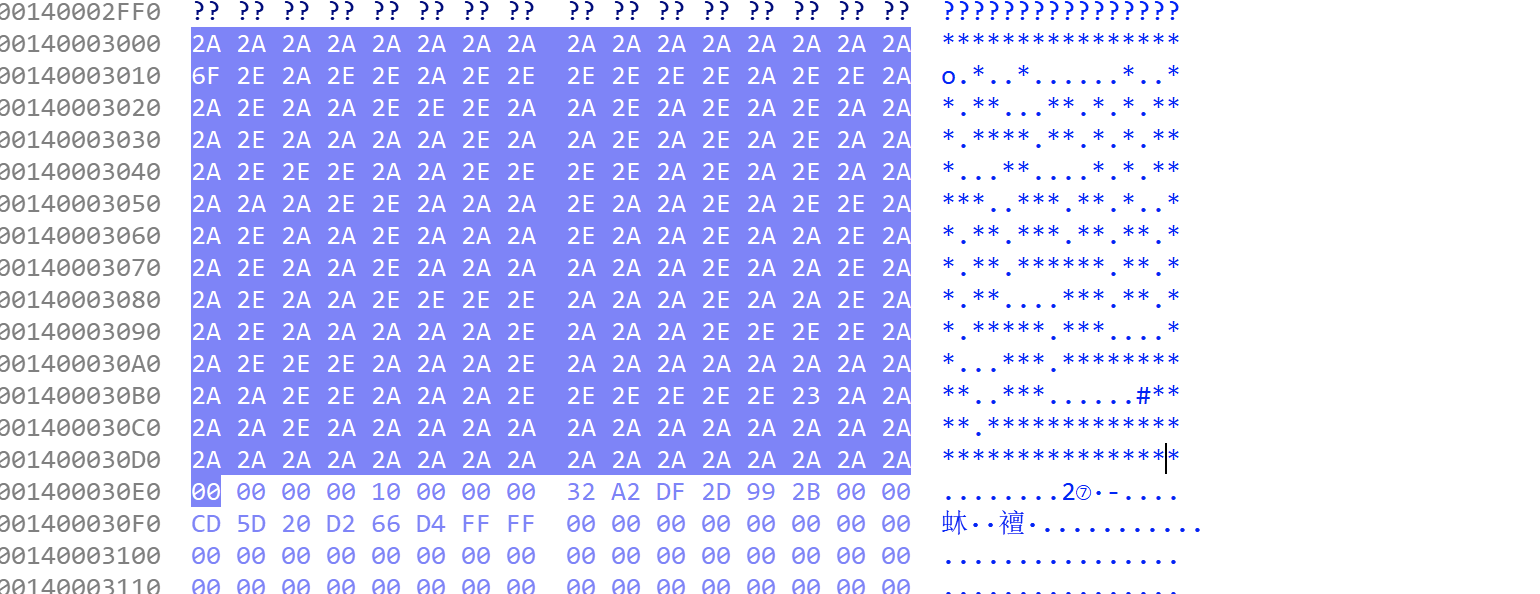 00140002FF0 ?? ?? ?? ?? ?? ?? ?? ?? ?? ?? ?? ?? ?? ?? ?? ?? ????????????????
00140003000 2A 2A 2A 2A 2A 2A 2A 2A 2A 2A 2A 2A 2A 2A 2A 2A ****************
00140003010 6F 2E 2A 2E 2E 2A 2E 2E 2E 2E 2E 2E 2A 2E 2E 2A o.*..*......*..*
00140003020 2A 2E 2A 2A 2E 2E 2E 2A 2A 2E 2A 2E 2A 2E 2A 2A *.**...**.*.*.**
00140003030 2A 2E 2A 2A 2A 2A 2E 2A 2A 2E 2A 2E 2A 2E 2A 2A *.****.**.*.*.**
00140003040 2A 2E 2E 2E 2A 2A 2E 2E 2E 2E 2A 2E 2A 2E 2A 2A *...**....*.*.**
00140003050 2A 2A 2A 2E 2E 2A 2A 2A 2E 2A 2A 2E 2A 2E 2E 2A ***..***.**.*..*
00140003060 2A 2E 2A 2A 2E 2A 2A 2A 2E 2A 2A 2E 2A 2A 2E 2A *.**.***.**.**.*
00140003070 2A 2E 2A 2A 2E 2A 2A 2A 2A 2A 2A 2E 2A 2A 2E 2A *.**.******.**.*
00140003080 2A 2E 2A 2A 2E 2E 2E 2E 2A 2A 2A 2E 2A 2A 2E 2A *.**....***.**.*
00140003090 2A 2E 2A 2A 2A 2A 2A 2E 2A 2A 2A 2E 2E 2E 2E 2A *.*****.***....*
001400030A0 2A 2E 2E 2E 2A 2A 2A 2E 2A 2A 2A 2A 2A 2A 2A 2A *...***.********
001400030B0 2A 2A 2E 2E 2A 2A 2A 2E 2E 2E 2E 2E 2E 23 2A 2A **..***......#**
001400030C0 2A 2A 2E 2A 2A 2A 2A 2A 2A 2A 2A 2A 2A 2A 2A 2A **.*************
001400030D0 2A 2A 2A 2A 2A 2A 2A 2A 2A 2A 2A 2A 2A 2A 2A 2A ****************
001400030E0 00 00 00 00 10 00 00 00 32 A2 DF 2D 99 2B 00 00 ........2⑦·-....
001400030F0 CD 5D 20 D2 66 D4 FF FF 00 00 00 00 00 00 00 00 蚞··襢·...........
00140003100 00 00 00 00 00 00 00 00 00 00 00 00 00 00 00 00 ................
00140003110 00 00 00 00 00 00 00 00 00 00 00 00 00 00 00 00 ................